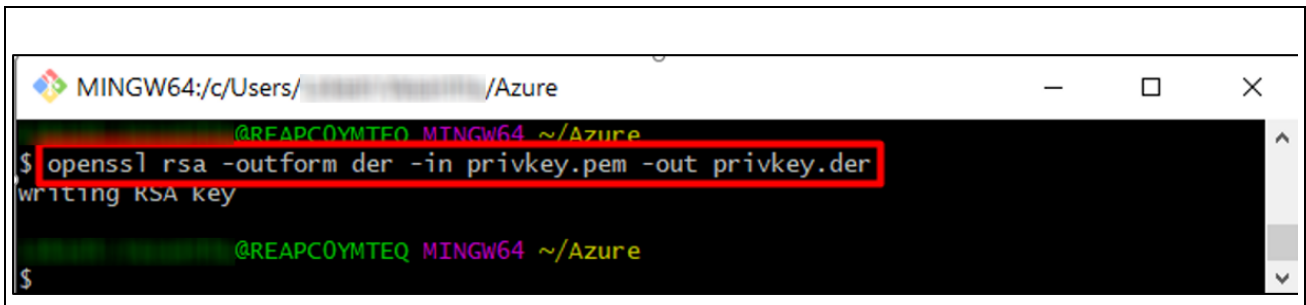 MINGW64:/c/Users/ /Azure
@REAPC0YMTEQ MINGW64 ~/Azure
$ openssl rsa -outform der -in privkey.pem -out privkey.der
writing RSA key
@REAPC0YMTEQ MINGW64 ~/Azure
$